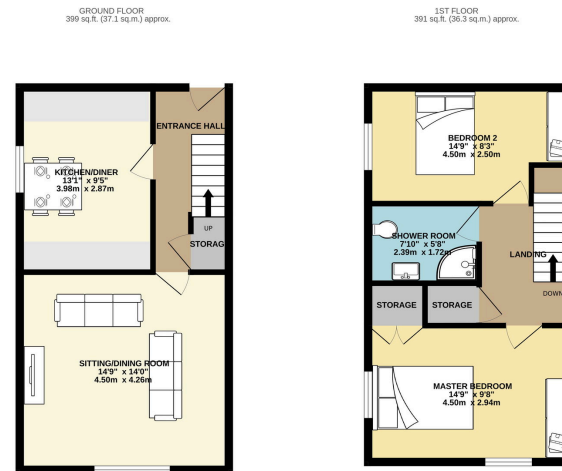 GROUND FLOOR
399 sq.ft. (37.1 sq.m.) approx.
ENTRANCE HALL
KITCHEN/DINER
13'1" x 9'5"
3.98m x 2.87m
UP
STORAG
SITTING/DINING ROOM
14'9" x 14'0"
4.50m x 4.26m
1ST FLOOR
391 sq.ft. (36.3 sq.m.) approx.
BEDROOM 2
14'9" x 8'3"
4.50m x 2.50m
SHOWER ROOM
7'10" x 5'8"
2.39m x 1.72m
LANDING
DOWN
STORAGE
STORAGE
MASTER BEDROOM
14'9" x 9'8"
4.50m x 2.94m